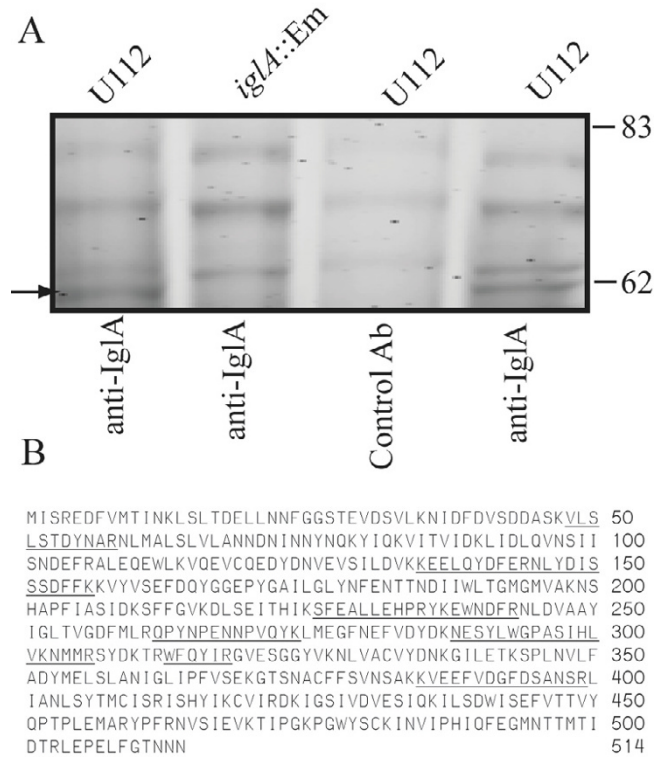 A
U112
iglA::Em
U112
U112
83
62
anti-IglA
anti-IglA
Control Ab
anti-IglA
B
MISREDFVMTINKLSLTDELLNNFGGSTEVDSVLKNIDFDVSDDASKVLS 50
LSTDYNARNLMALSLVLANNDNINNYNQKYIQKVITVIDKLIDLQVNSII 100
SNDEFRALEQEWLKVQEVCQEDYDNVEVSILDVKKEELQYDFERNLYDIS 150
SSDFFKKVYVSEFDQYGGEPYGAILGLYNFENTTNDIIWLTGMGMVAKNS 200
HAPFIASIDKSFFGVKDLSEITHIKSFEALLEHPRYKEWNDFRNLDVAAY 250
IGLTVGDFMLRQPYNPENNPVQYKLMEGFNEFVDYDKNESYLWGPASIHL 300
VKNMMRSYDKTRWFQYIRGVESGGYVKNLVACVYDNKGILETKSPLNVLF 350
ADYMELSLANIGLIPFVSEKGTSNACFFSVNSAKKVEEFVDGFDSANSRL 400
IANLSYTMCISRISHYIKCVIRDKIGSIVDVESIQKILSDWISEFVTTVY 450
QPTPLEMARYPFRNVSIEVKTIPGKPGWYSCKINVIPHIQFEGMNTTMTI 500
DTRLEPELFGTNNN 514